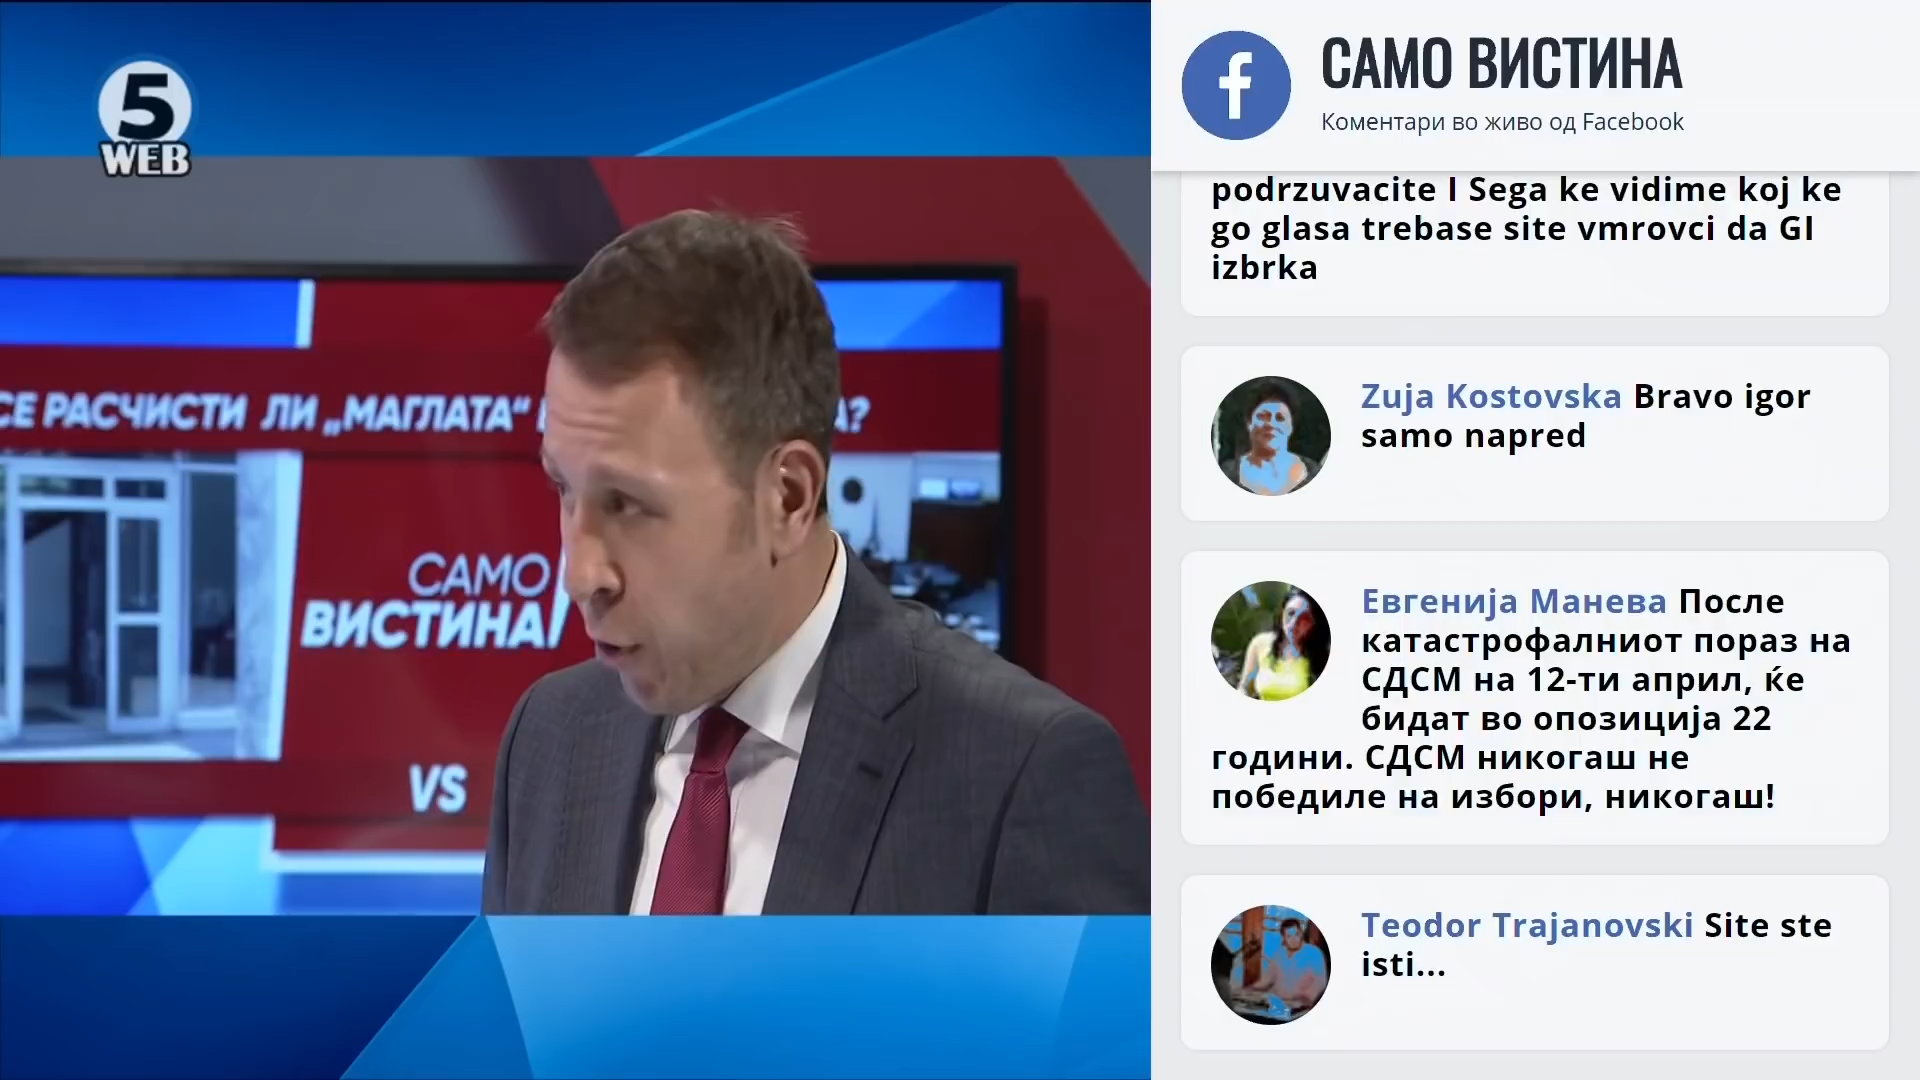 5
WEB
СЕ РАСЧИСТИ ЛИ „МАГЛАТА“
А?
САМО
ВИСТИНА!
VS
САМО ВИСТИНА
Коментари во живо од Facebook
podrzuvacite I Sega ke vidime koj ke
go glasa trebase site vmrovci da GI
izbrka
Zuja Kostovska Bravo igor
samo napred
Евгенија Манева После
катастрофалниот пораз на
СДСМ на 12-ти април, ќе
бидат во опозиција 22
години. СДСМ никогаш не
победиле на избори, никогаш!
Teodor Trajanovski Site ste
isti...